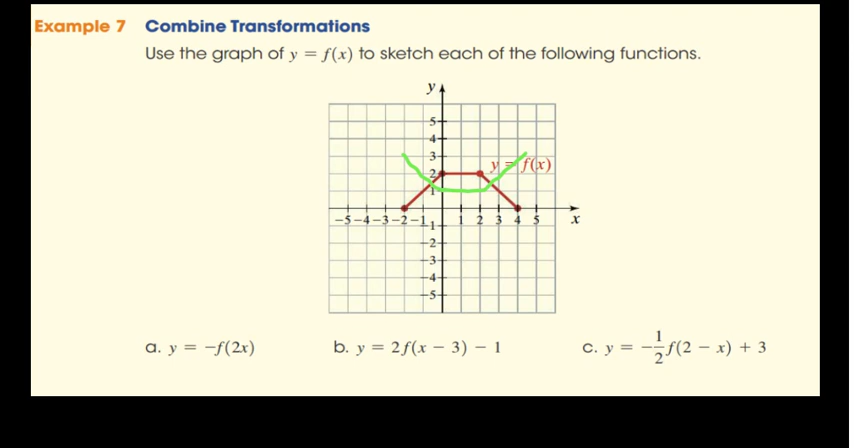 Example 7 Combine Transformations
Use the graph of y = f(x) to sketch each of the following functions.
y
5
4
3
y = f(x)
2
1
-5 -4 -3 -2 -1 1 2 3 4 5 x
-1
-2
-3
-4
-5
a. y = -f(2x) b. y = 2f(x - 3) - 1 c. y = -1/2 f(2 - x) + 3